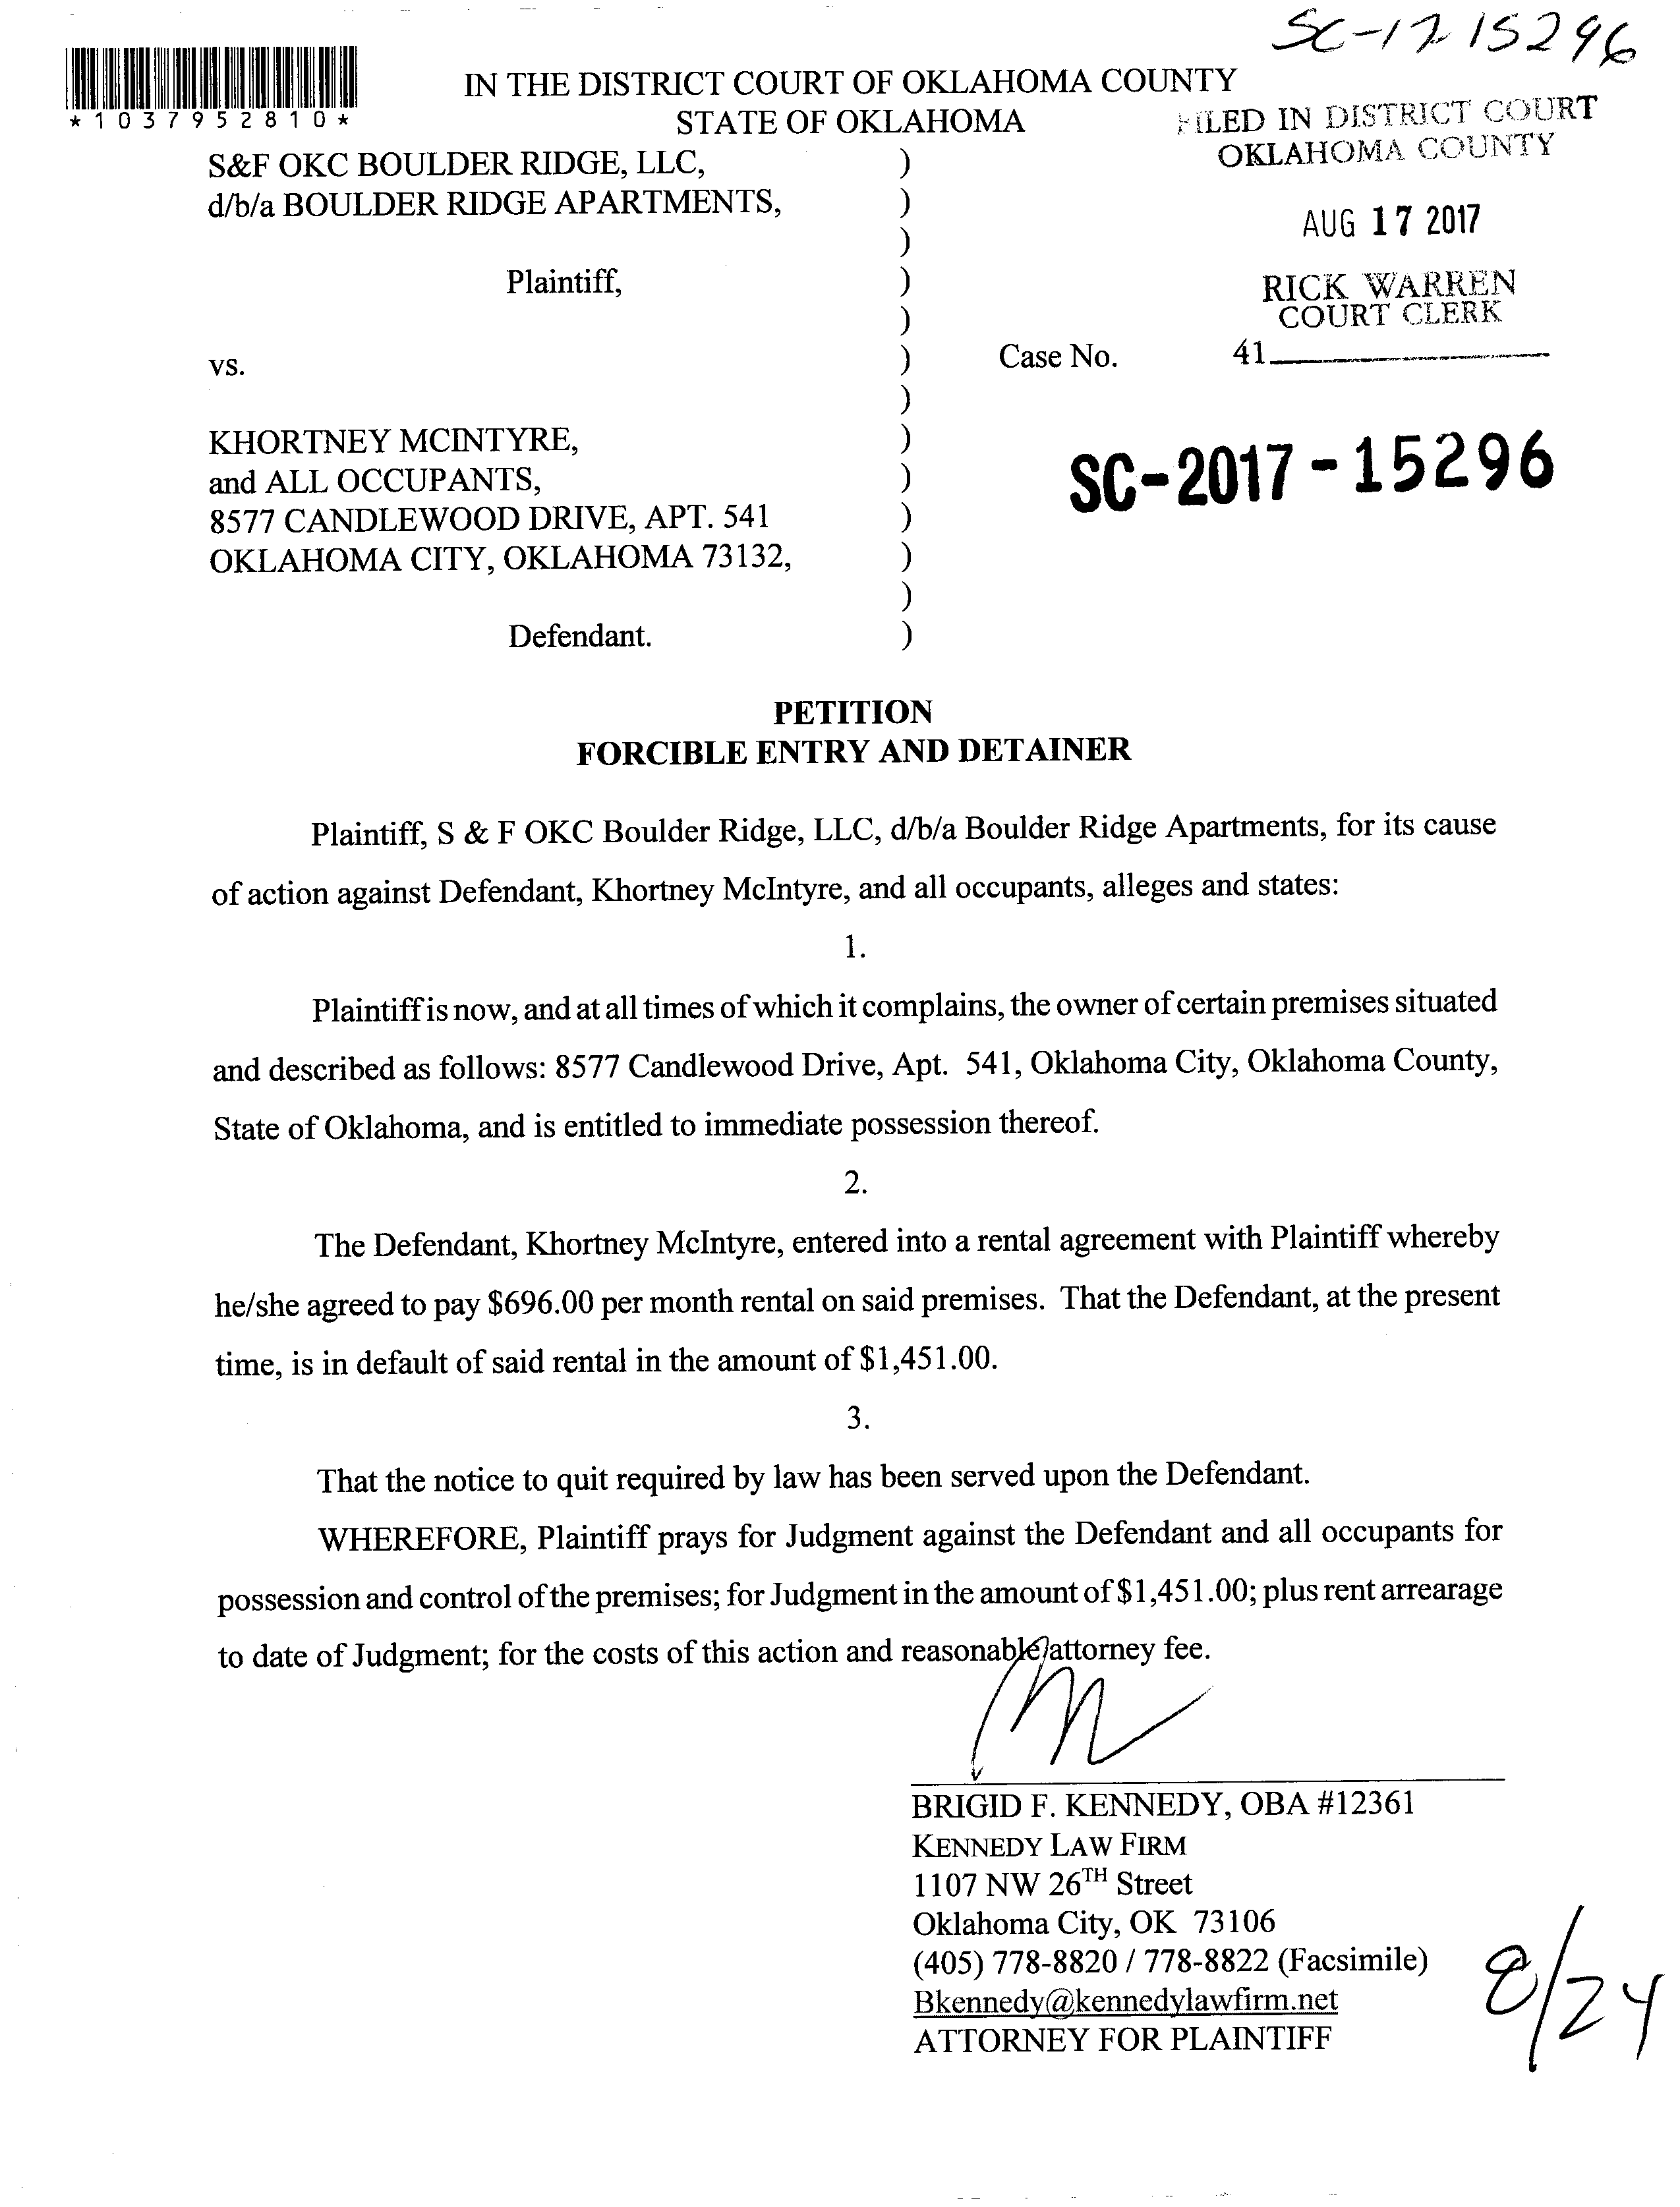 SC-17 15296
*1037952810*
IN THE DISTRICT COURT OF OKLAHOMA COUNTY
STATE OF OKLAHOMA
FILED IN DISTRICT COURT
OKLAHOMA COUNTY
S&F OKC BOULDER RIDGE, LLC, )
d/b/a BOULDER RIDGE APARTMENTS, )
AUG 17 2017
)
Plaintiff, )
RICK WARREN
COURT CLERK
)
vs. ) Case No. 41
)
KHORTNEY MCINTYRE, )
SC-2017-15296
and ALL OCCUPANTS, )
8577 CANDLEWOOD DRIVE, APT. 541 )
OKLAHOMA CITY, OKLAHOMA 73132, )
)
Defendant. )
PETITION
FORCIBLE ENTRY AND DETAINER
Plaintiff, S & F OKC Boulder Ridge, LLC, d/b/a Boulder Ridge Apartments, for its cause
of action against Defendant, Khortney McIntyre, and all occupants, alleges and states:
1.
Plaintiff is now, and at all times of which it complains, the owner of certain premises situated
and described as follows: 8577 Candlewood Drive, Apt. 541, Oklahoma City, Oklahoma County,
State of Oklahoma, and is entitled to immediate possession thereof.
2.
The Defendant, Khortney McIntyre, entered into a rental agreement with Plaintiff whereby
he/she agreed to pay $696.00 per month rental on said premises. That the Defendant, at the present
time, is in default of said rental in the amount of $1,451.00.
3.
That the notice to quit required by law has been served upon the Defendant.
WHEREFORE, Plaintiff prays for Judgment against the Defendant and all occupants for
possession and control of the premises; for Judgment in the amount of $1,451.00; plus rent arrearage
to date of Judgment; for the costs of this action and reasonable attorney fee.
BRIGID F. KENNEDY, OBA #12361
KENNEDY LAW FIRM
1107 NW 26TH Street
Oklahoma City, OK 73106
(405) 778-8820 / 778-8822 (Facsimile)
Bkennedy@kennedylawfirm.net
ATTORNEY FOR PLAINTIFF
8/24